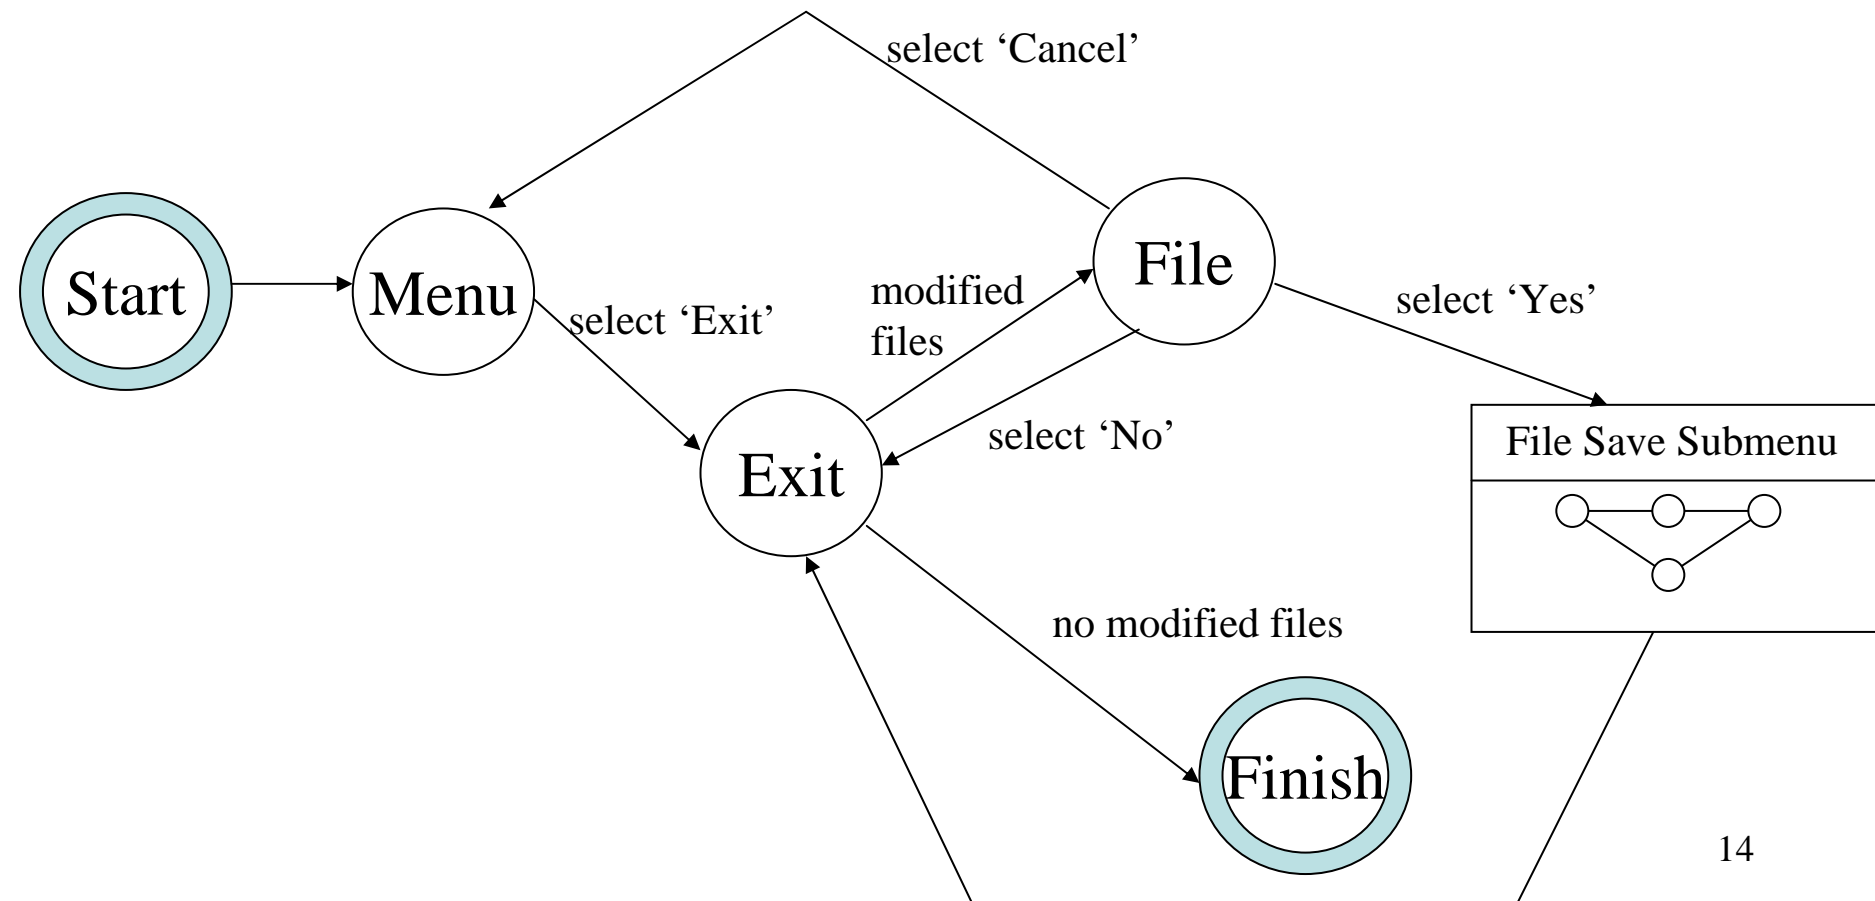 select ‘Cancel’
Start
Menu
select ‘Exit’
modified
files
File
select ‘Yes’
select ‘No’
Exit
File Save Submenu
no modified files
Finish
14